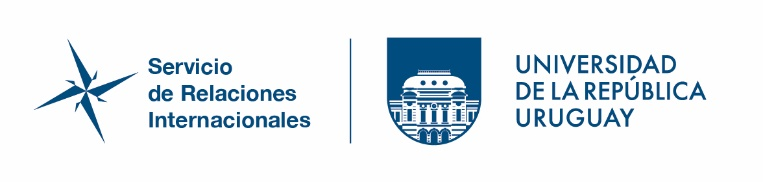 Servicio
de Relaciones
Internacionales
UNIVERSIDAD
DE LA REPÚBLICA
URUGUAY